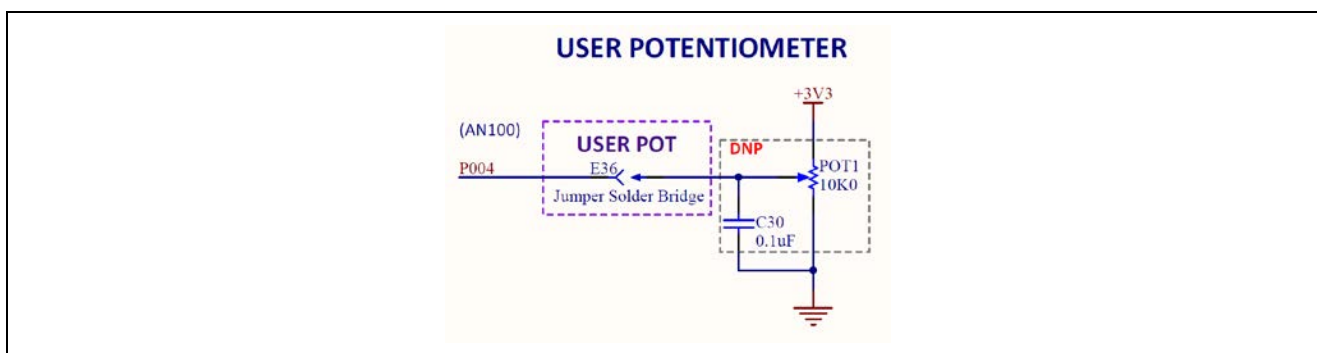 USER POTENTIOMETER
+3V3
(AN100)
USER POT
DNP
P004
E36
POT1
10K0
Jumper Solder Bridge
C30
0.1uF